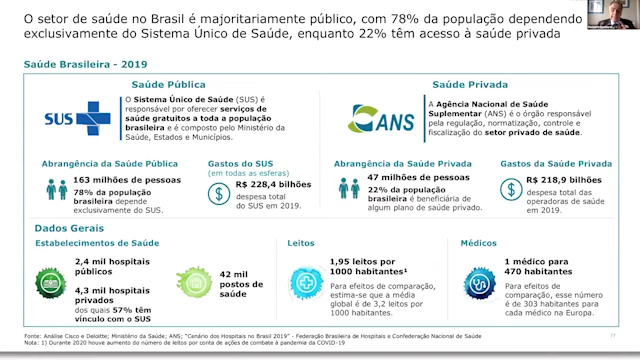 O setor de saúde no Brasil é majoritariamente público, com 78% da população dependendo
exclusivamente do Sistema Único de Saúde, enquanto 22% têm acesso à saúde privada
Saúde Brasileira - 2019
Saúde Pública
SUS
O Sistema Único de Saúde (SUS) é
responsável por oferecer serviços de
saúde gratuitos a toda a população
brasileira e é composto pelo Ministério da
Saúde, Estados e Municípios.
Saúde Privada
ANS
A Agência Nacional de Saúde
Suplementar (ANS) é o órgão responsável
pela regulação, normatização, controle e
fiscalização do setor privado de saúde.
Abrangência da Saúde Pública
163 milhões de pessoas
78% da população
brasileira depende
exclusivamente do SUS.
Gastos do SUS
(em todas as esferas)
R$ 228,4 bilhões
despesa total
do SUS em 2019.
Abrangência da Saúde Privada
47 milhões de pessoas
22% da população
brasileira é beneficiária de
algum plano de saúde privado.
Gastos da Saúde Privada
R$ 218,9 bilhões
despesa total das
operadoras de saúde
em 2019.
Dados Gerais
Estabelecimentos de Saúde
2,4 mil hospitais
públicos
4,3 mil hospitais
privados
dos quais 57% têm
vínculo com o SUS
42 mil
postos de
saúde
Leitos
1,95 leitos por
1000 habitantes¹
Para efeitos de comparação,
estima-se que a média
global é de 3,2 leitos por
1000 habitantes.
Médicos
1 médico para
470 habitantes
Para efeitos de
comparação, esse número
é de 303 habitantes para
cada médico na Europa.
Fonte: Análise Cisco e Deloitte; Ministério da Saúde; ANS; "Cenário dos Hospitais no Brasil 2019" - Federação Brasileira de Hospitais e Confederação Nacional de Saúde
Nota: 1) Durante 2020 houve aumento do número de leitos por conta de ações de combate à pandemia da COVID-19